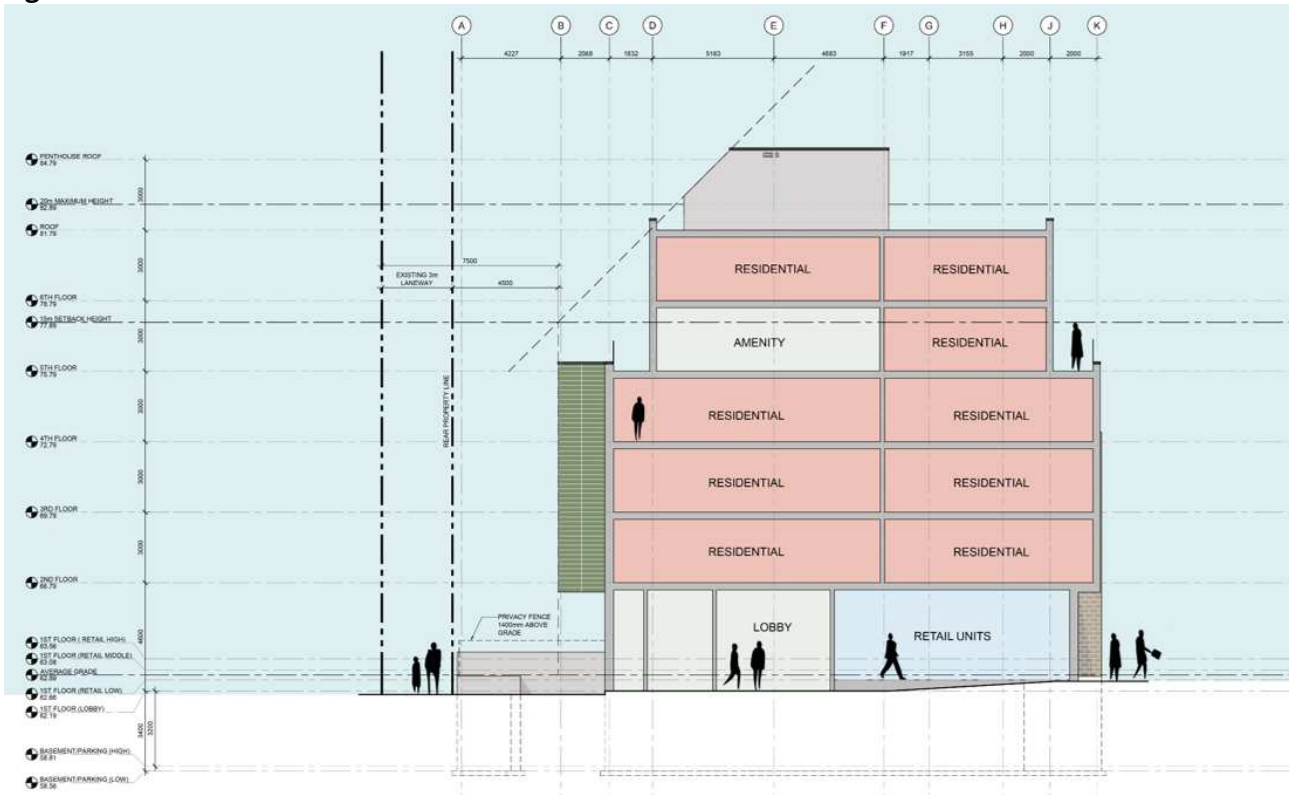 A B C D E F G H J K
4227 2068 1832 5183 4683 1917 3155 2000 2000
PENTHOUSE ROOF
84.79
20m MAXIMUM HEIGHT
82.89
ROOF
81.79
6TH FLOOR
78.79
15m SETBACK HEIGHT
77.89
5TH FLOOR
75.79
4TH FLOOR
72.79
3RD FLOOR
69.79
2ND FLOOR
66.79
1ST FLOOR ( RETAIL HIGH)
63.56
1ST FLOOR (RETAIL MIDDLE)
63.06
AVERAGE GRADE
62.89
1ST FLOOR (RETAIL LOW)
62.66
1ST FLOOR (LOBBY)
62.19
BASEMENT/PARKING (HIGH)
58.81
BASEMENT/PARKING (LOW)
58.56
3000
3000
3000
3000
3000
3000
4600
3400
3200
7500
EXISTING 3m
LANEWAY
4500
REAR PROPERTY LINE
PRIVACY FENCE
1400mm ABOVE
GRADE
RESIDENTIAL RESIDENTIAL
AMENITY RESIDENTIAL
RESIDENTIAL RESIDENTIAL
RESIDENTIAL RESIDENTIAL
RESIDENTIAL RESIDENTIAL
LOBBY RETAIL UNITS